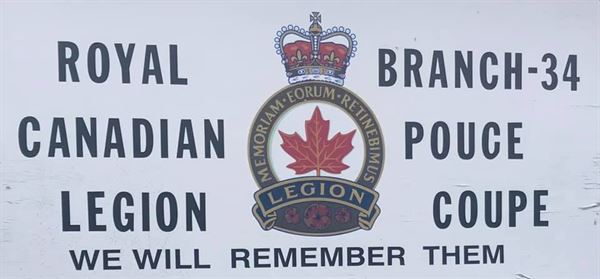 ROYAL
CANADIAN
LEGION
MEMORIAM·EORUM·RETINEBIMUS
LEGION
BRANCH-34
POUCE
COUPE
WE WILL REMEMBER THEM